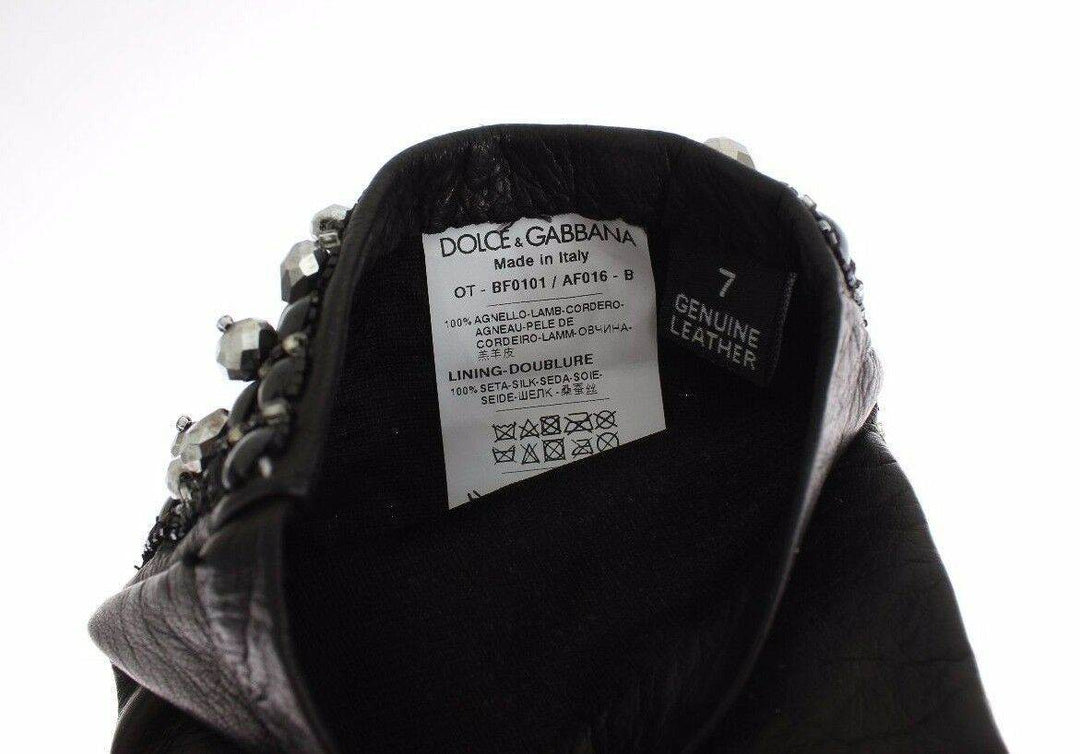 DOLCE & GABBANA
Made in Italy
OT - BF0101 / AF016 - B
100% AGNELLO-LAMB-CORDERO-
AGNEAU-PELE DE
CORDEIRO-LAMM-ОВЧИНА-
羔羊皮
LINING-DOUBLURE
100% SETA-SILK-SEDA-SOIE-
SEIDE-ШЕЛК-桑蚕丝
7
GENUINE
LEATHER